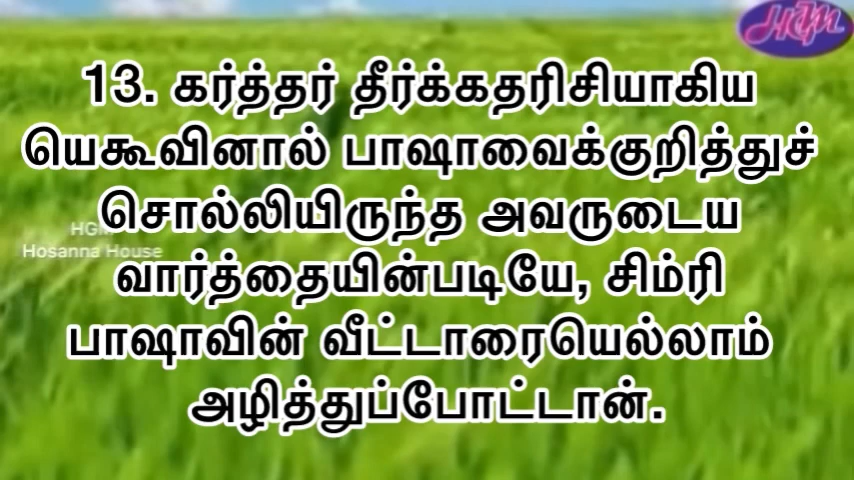 HGM
13. கர்த்தர் தீர்க்கதரிசியாகிய
யெகூவினால் பாஷாவைக்குறித்துச்
சொல்லியிருந்த அவருடைய
HGM
Hosanna House
வார்த்தையின்படியே, சிம்ரி
பாஷாவின் வீட்டாரையெல்லாம்
அழித்துப்போட்டான்.